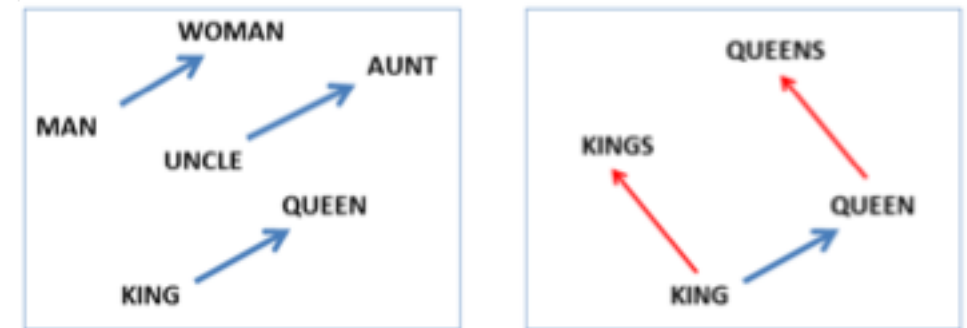 WOMAN
AUNT
MAN
UNCLE
QUEEN
KING
QUEENS
KINGS
QUEEN
KING